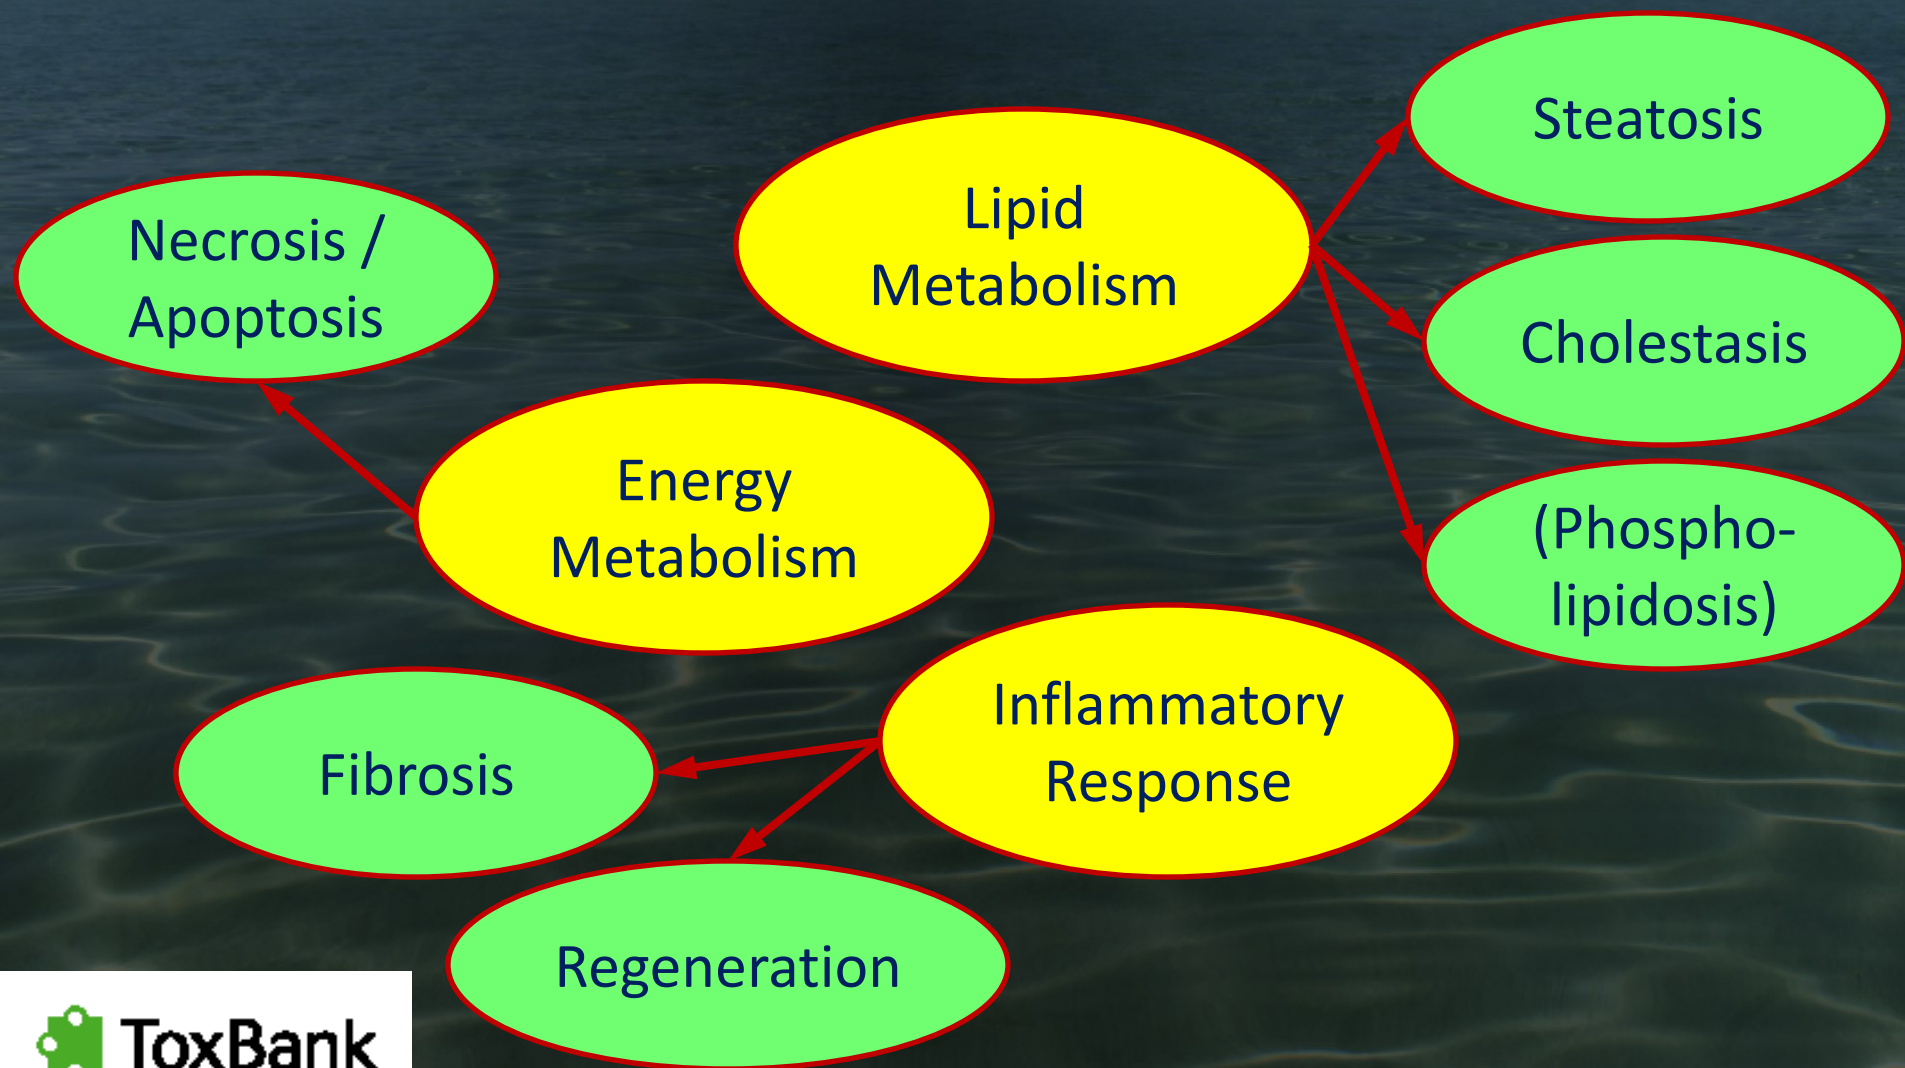 Steatosis
Lipid
Metabolism
Necrosis /
Apoptosis
Cholestasis
Energy
Metabolism
(Phospho-
lipidosis)
Inflammatory
Response
Fibrosis
Regeneration
ToxBank